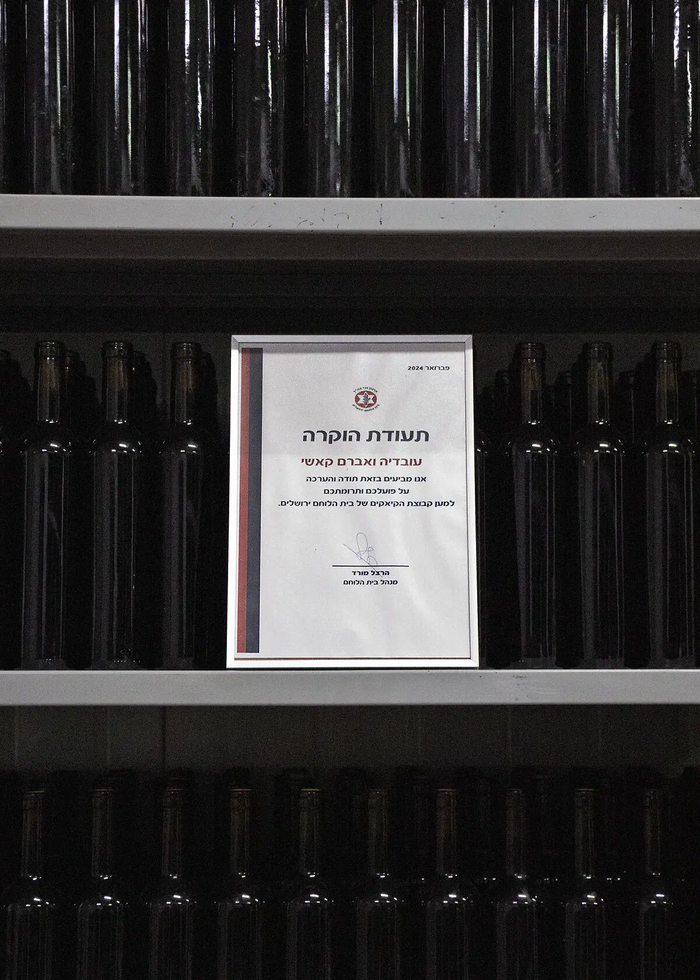 פברואר 2024
תעודת הוקרה
עובדיה ואברם קאשי
אנו מביעים בזאת תודה והערכה
על פועלכם ותרומתכם
למען קבוצת הקיאקים של בית הלוחם ירושלים.
הרצל מורד
מנהל בית הלוחם